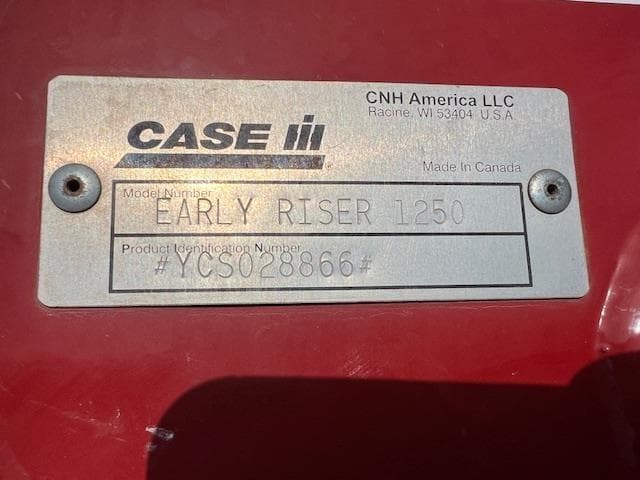 CNH America LLC
Racine, WI 53404 U.S.A.
CASE IH
Made In Canada
Model Number
EARLY RISER 1250
Product Identification Number
#YCS028866#